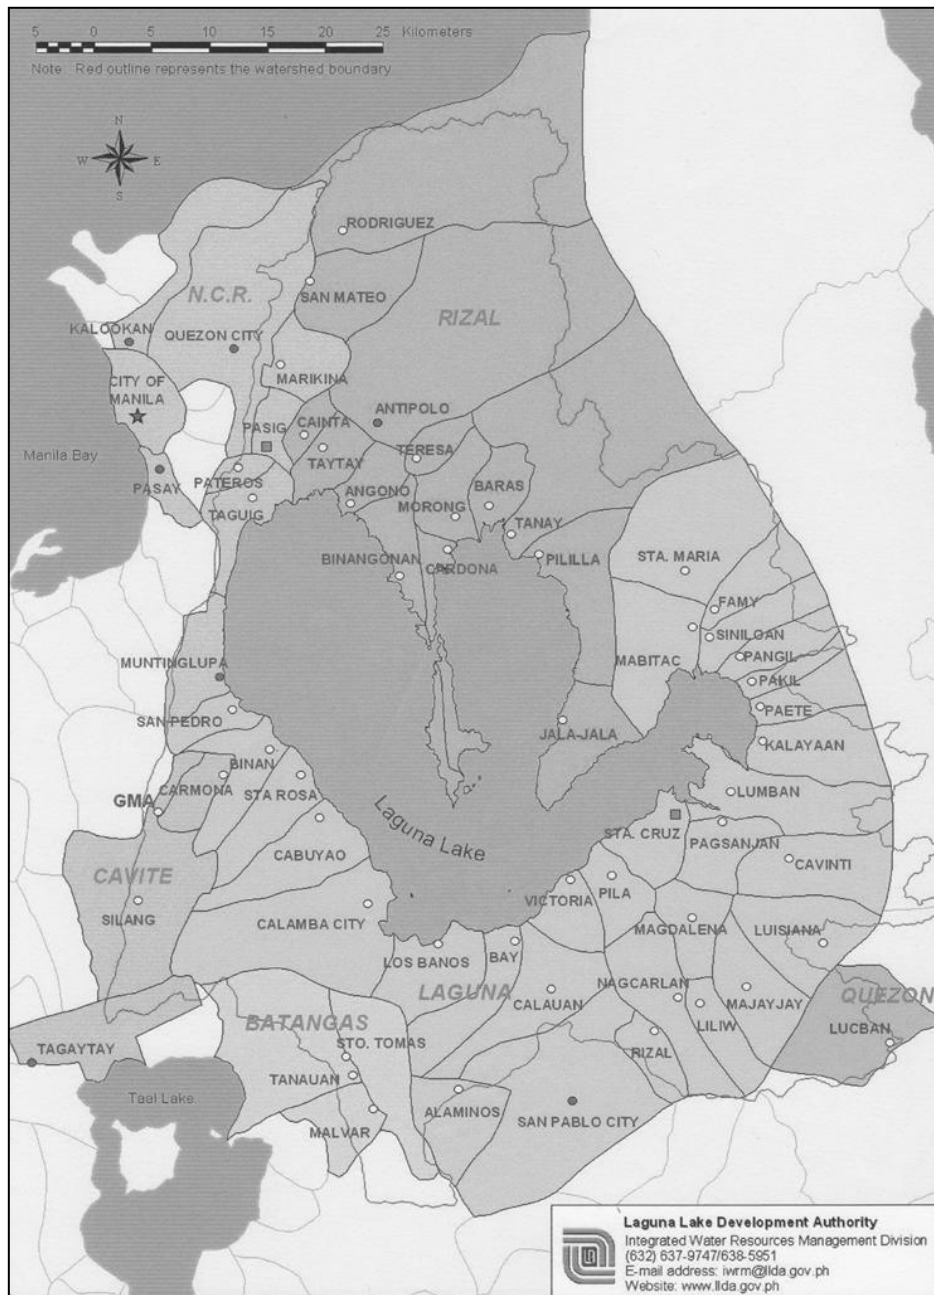 5 0 5 10 15 20 25 Kilometers
Note: Red outline represents the watershed boundary
N
W E
S
RODRIGUEZ
N.C.R.
SAN MATEO
RIZAL
KALOOKAN
QUEZON CITY
MARIKINA
CITY OF
MANILA
ANTIPOLO
PASIG
CAINTA
TERESA
Manila Bay
TAYTAY
PASAY
PATEROS
BARAS
ANGONO
TAGUIG
MORONG
TANAY
BINANGONAN
CARDONA
PILILLA
STA. MARIA
FAMY
SINILOAN
MUNTINGLUPA
MABITAC
PANGIL
PAKIL
SAN PEDRO
PAETE
JALA-JALA
KALAYAAN
BINAN
CARMONA
STA ROSA
GMA
LUMBAN
Laguna Lake
STA. CRUZ
PAGSANJAN
CABUYAO
CAVINTI
CAVITE
VICTORIA
PILA
SILANG
CALAMBA CITY
MAGDALENA
LUISIANA
LOS BANOS
BAY
NAGCARLAN
LAGUNA
CALAUAN
MAJAYJAY
QUEZON
BATANGAS
LILIW
LUCBAN
STO. TOMAS
RIZAL
TAGAYTAY
TANAUAN
Taal Lake
ALAMINOS
SAN PABLO CITY
MALVAR
Laguna Lake Development Authority
Integrated Water Resources Management Division
(632) 637-9747/638-5951
E-mail address: iwrm@llda.gov.ph
Website: www.llda.gov.ph